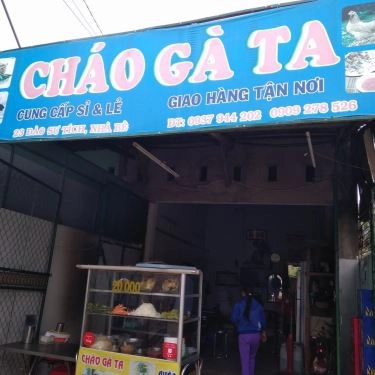 CHÁO GÀ TA
CUNG CẤP SỈ & LẺ
GIAO HÀNG TẬN NƠI
23 ĐÀO SƯ TÍCH, NHÀ BÈ
ĐT: 0937 944 202 0909 278 526
20.000
CHÁO GÀ TA